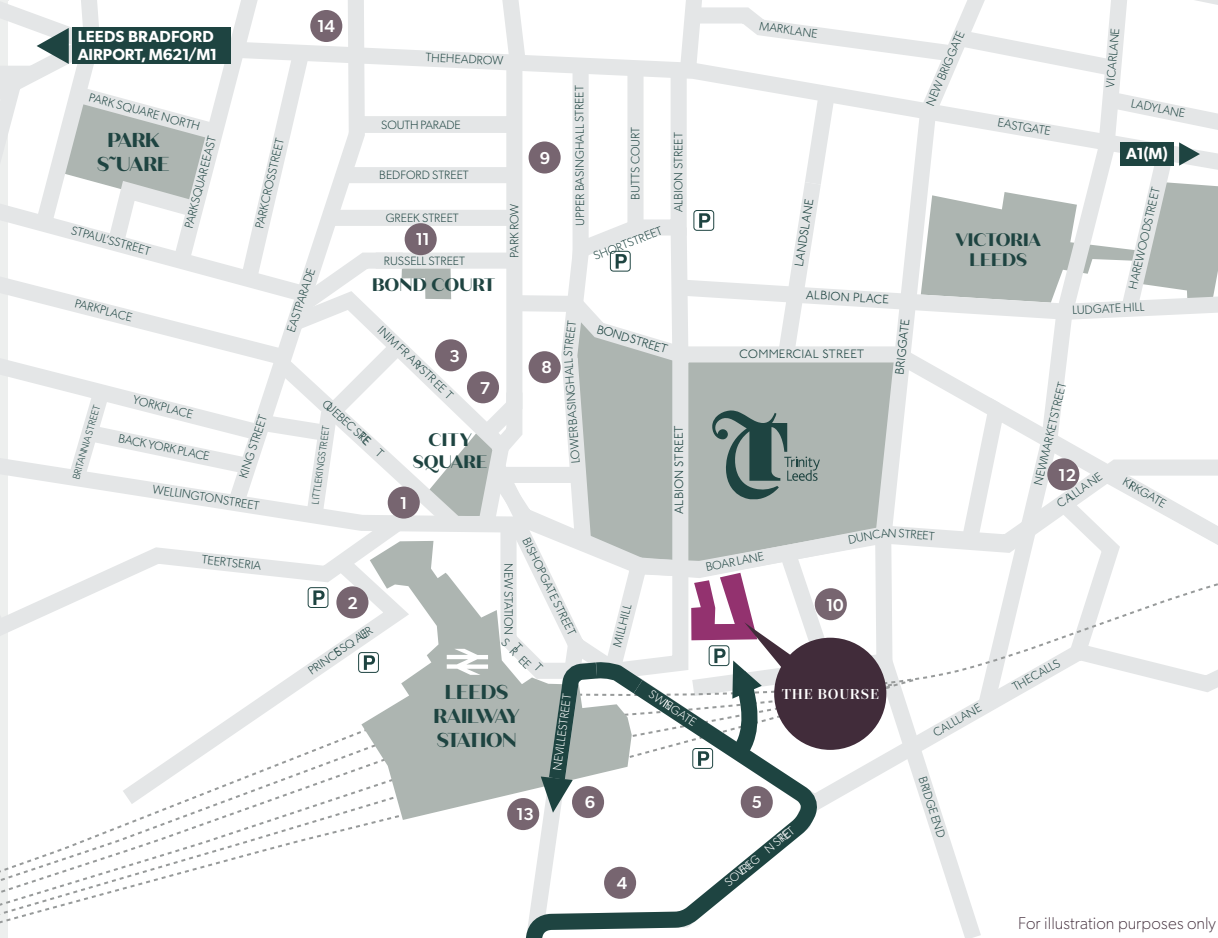 LEEDS BRADFORD
AIRPORT, M621/M1
14
THEHEADROW
MARKLANE
NEW BRIGGATE
VICARLANE
LADYLANE
EASTGATE
A1(M)
PARK SQUARE NORTH
PARK
S~UARE
PARKSQUAREEAST
PARKCROSSTREET
SOUTH PARADE
BEDFORD STREET
GREEK STREET
11
RUSSELL STREET
BOND COURT
9
PARK ROW
UPPER BASINGHALL STREET
BUTTS COURT
ALBION STREET
P
SHORTSTREET
P
LANDSLANE
VICTORIA
LEEDS
HAREWOODSTREET
STPAUL'SSTREET
EASTPARADE
PARKPLACE
ALBION PLACE
LUDGATE HILL
BONDSTREET
COMMERCIAL STREET
BRIGGATE
3
7
8
LOWERBASINGHALL STREET
YORKPLACE
BACK YORK PLACE
BRITANNIA STREET
KING STREET
LITTLEKINGSTREET
CITY
SQUARE
ALBION STREET
Trinity
Leeds
NEWMARKETSTREET
12
CALLLANE
KIRKGATE
WELLINGTONSTREET
1
DUNCAN STREET
BOARLANE
TEERTSERIA
BISHOPGATE STREET
NEW STATION
MILLHILL
P
2
10
P
P
THE BOURSE
LEEDS
RAILWAY
STATION
NEVILLESTREET
THECALLS
CALLLANE
P
BRIDGEEND
13
6
5
4
For illustration purposes only